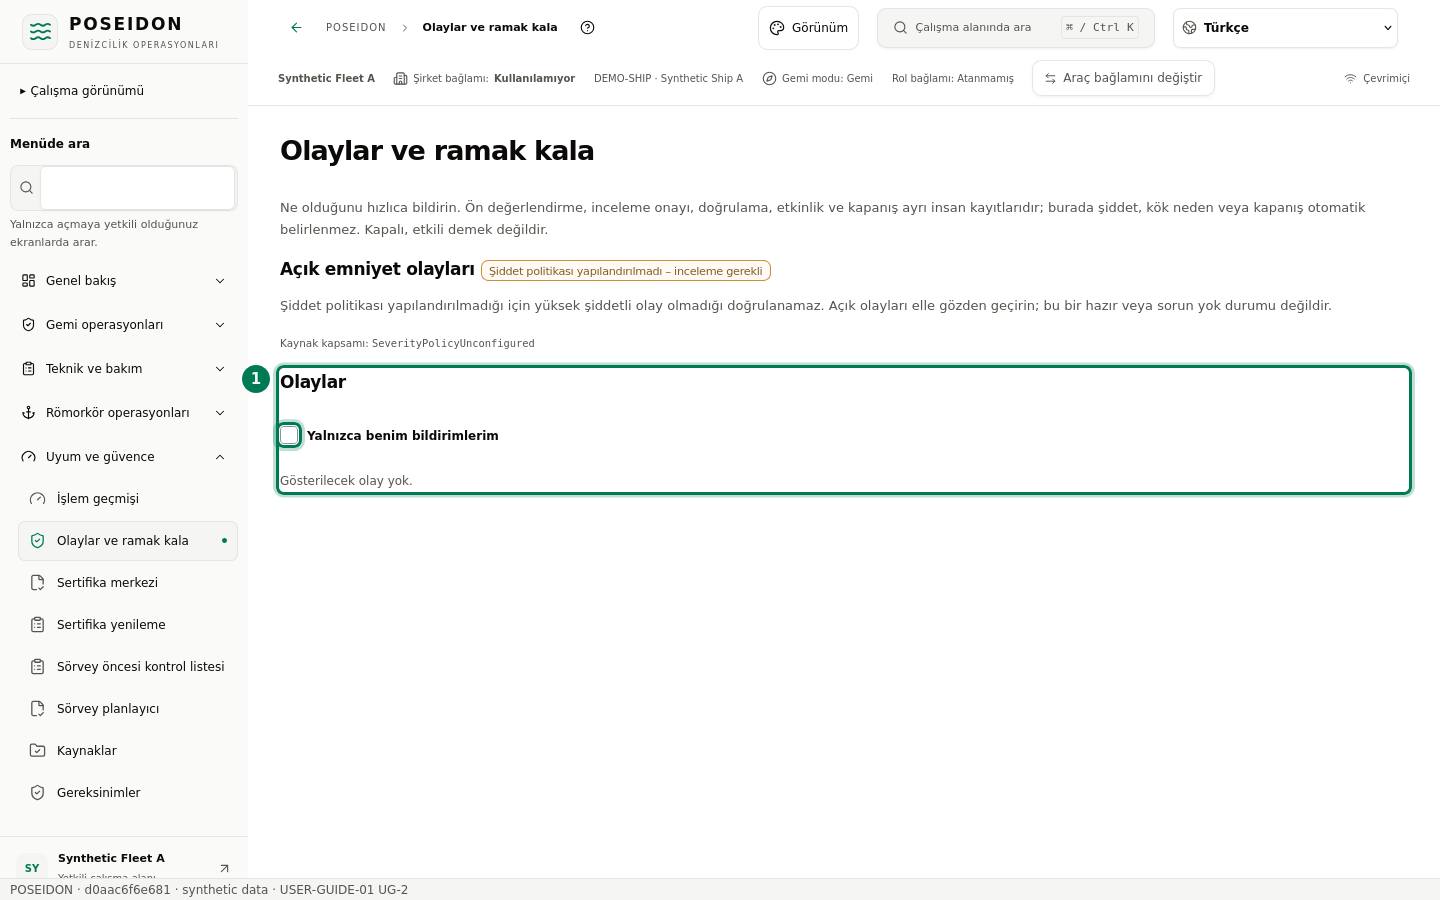 POSEIDON
DENİZCİLİK OPERASYONLARI
▸ Çalışma görünümü
Menüde ara
Yalnızca açmaya yetkili olduğunuz
ekranlarda arar.
Genel bakış
Gemi operasyonları
Teknik ve bakım
Römorkör operasyonları
Uyum ve güvence
İşlem geçmişi
Olaylar ve ramak kala
Sertifika merkezi
Sertifika yenileme
Sörvey öncesi kontrol listesi
Sörvey planlayıcı
Kaynaklar
Gereksinimler
SY
Synthetic Fleet A
Yetkili çalışma alanı
POSEIDON
Olaylar ve ramak kala
Görünüm
Çalışma alanında ara
⌘ / Ctrl K
Türkçe
Synthetic Fleet A
Şirket bağlamı: Kullanılamıyor
DEMO-SHIP · Synthetic Ship A
Gemi modu: Gemi
Rol bağlamı: Atanmamış
Araç bağlamını değiştir
Çevrimiçi
Olaylar ve ramak kala
Ne olduğunu hızlıca bildirin. Ön değerlendirme, inceleme onayı, doğrulama, etkinlik ve kapanış ayrı insan kayıtlarıdır; burada şiddet, kök neden veya kapanış otomatik
belirlenmez. Kapalı, etkili demek değildir.
Açık emniyet olayları
Şiddet politikası yapılandırılmadı – inceleme gerekli
Şiddet politikası yapılandırılmadığı için yüksek şiddetli olay olmadığı doğrulanamaz. Açık olayları elle gözden geçirin; bu bir hazır veya sorun yok durumu değildir.
Kaynak kapsamı: SeverityPolicyUnconfigured
1
Olaylar
Yalnızca benim bildirimlerim
Gösterilecek olay yok.
POSEIDON · d0aac6f6e681 · synthetic data · USER-GUIDE-01 UG-2